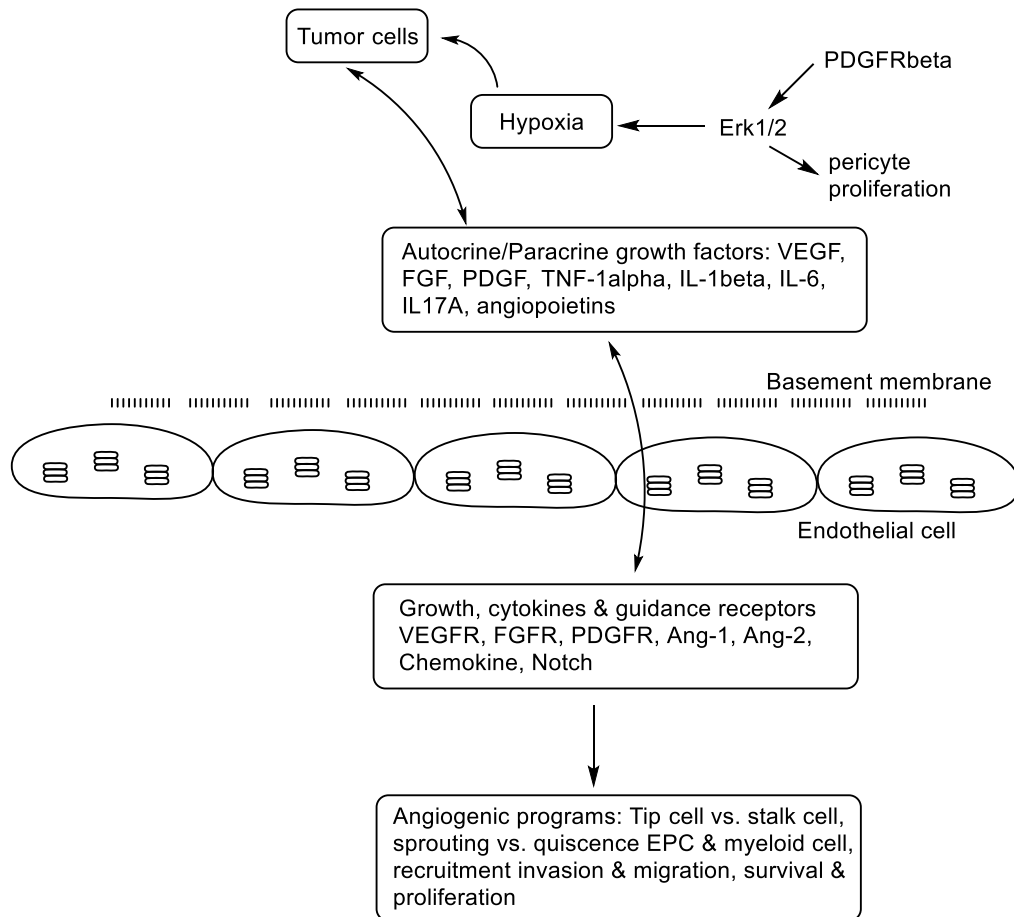 Tumor cells
PDGFRbeta
Hypoxia
Erk1/2
pericyte
proliferation
Autocrine/Paracrine growth factors: VEGF,
FGF, PDGF, TNF-1alpha, IL-1beta, IL-6,
IL17A, angiopoietins
Basement membrane
Endothelial cell
Growth, cytokines & guidance receptors
VEGFR, FGFR, PDGFR, Ang-1, Ang-2,
Chemokine, Notch
Angiogenic programs: Tip cell vs. stalk cell,
sprouting vs. quiscence EPC & myeloid cell,
recruitment invasion & migration, survival &
proliferation